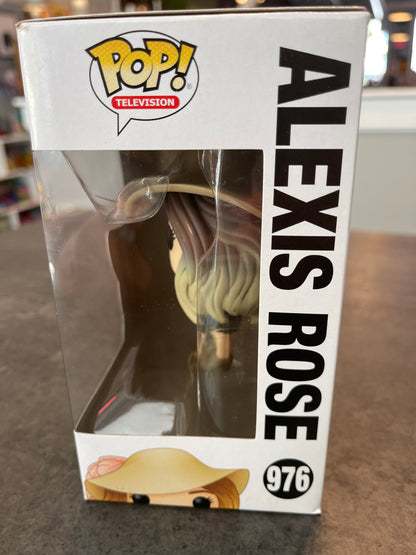 POP!
®
TELEVISION
ALEXIS ROSE
976